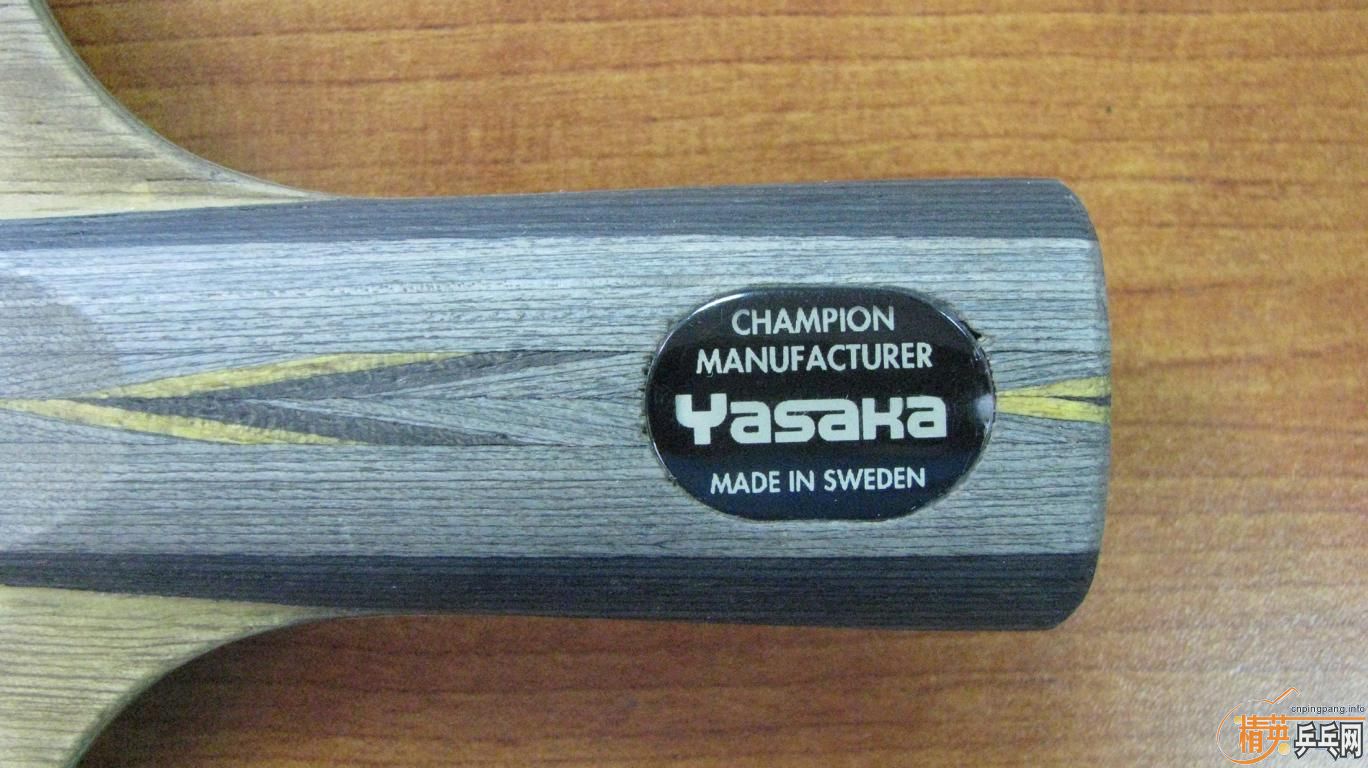 CHAMPION
MANUFACTURER
Yasaka
MADE IN SWEDEN
cnpingpang.info
精英乒乓网